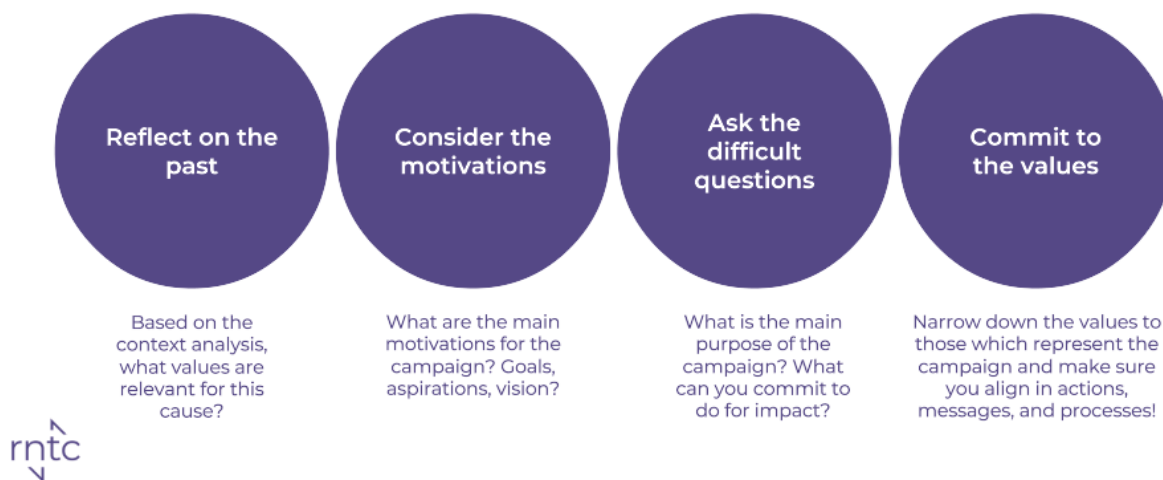 Reflect on the
past
Consider the
motivations
Ask the
difficult
questions
Commit to
the values
Based on the
context analysis,
what values are
relevant for this
cause?
What are the main
motivations for the
campaign? Goals,
aspirations, vision?
What is the main
purpose of the
campaign? What
can you commit to
do for impact?
Narrow down the values to
those which represent the
campaign and make sure
you align in actions,
messages, and processes!
rntc